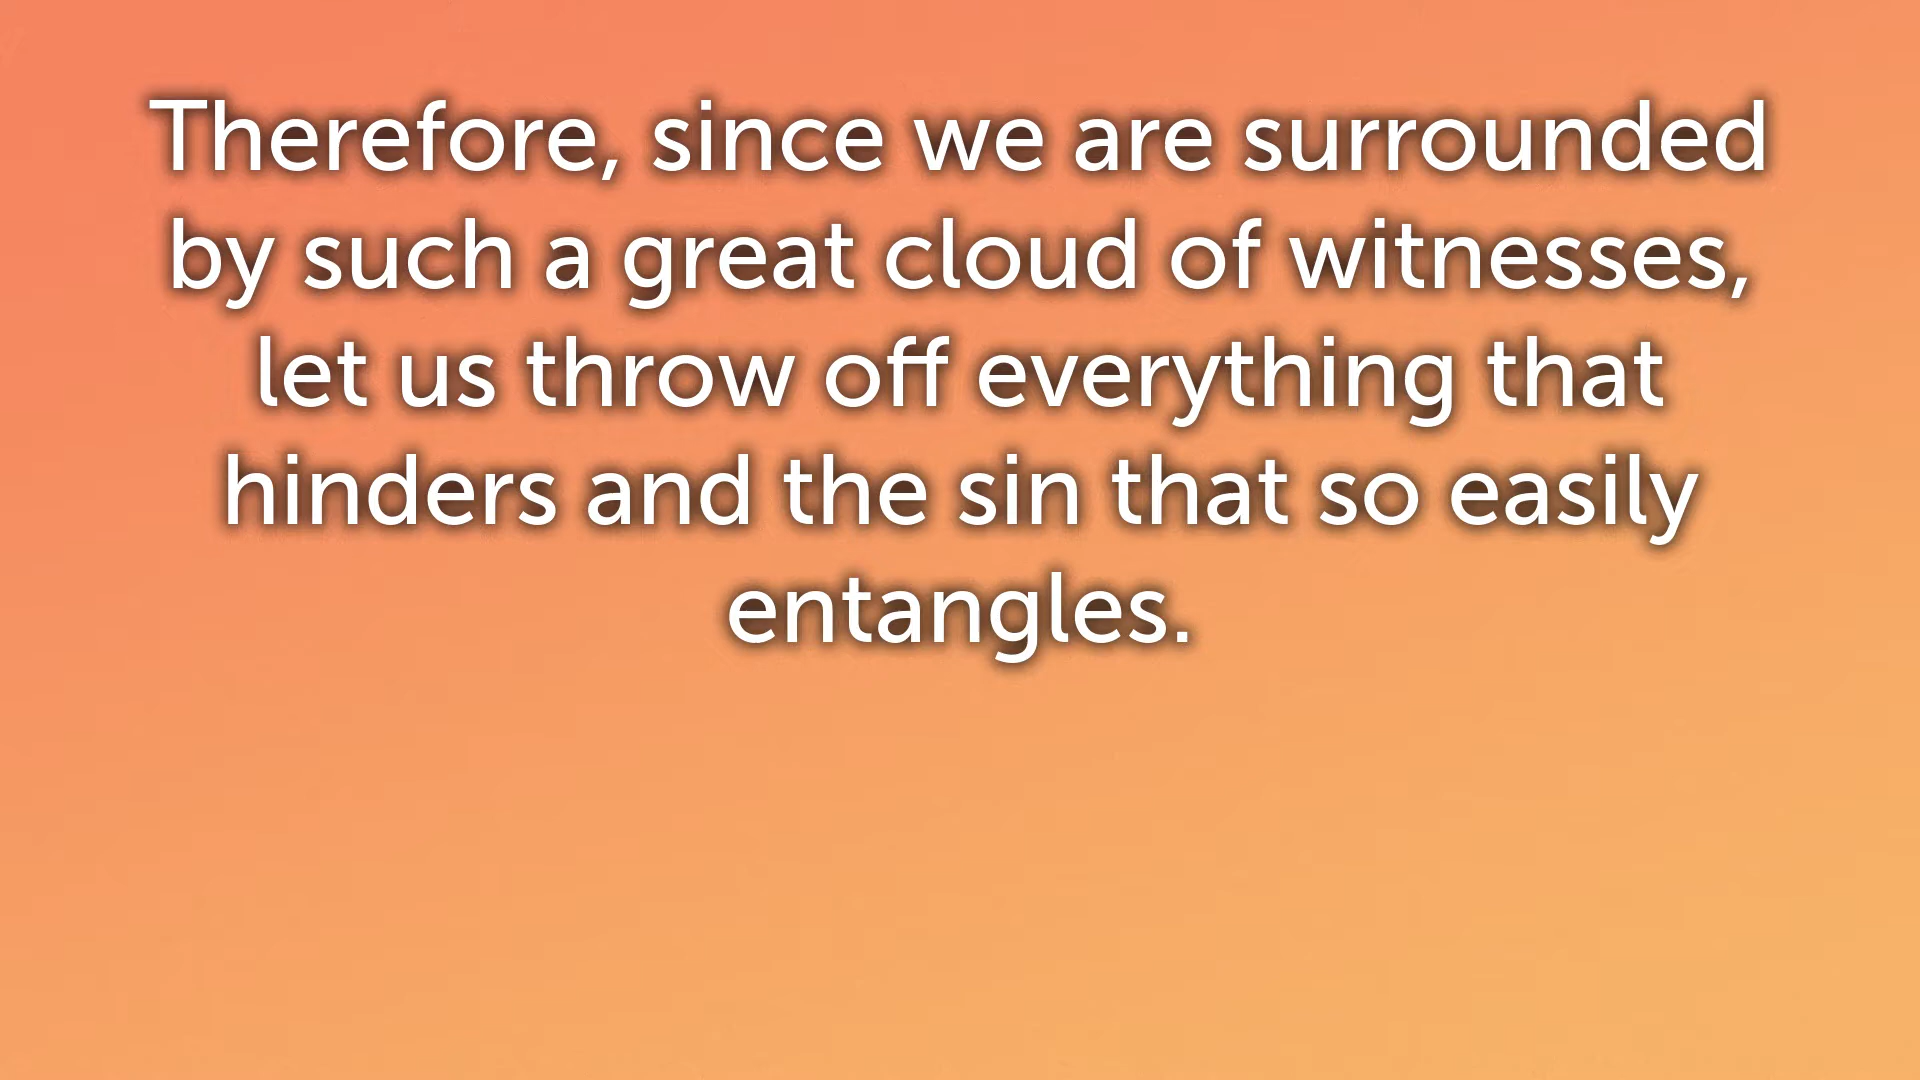 Therefore, since we are surrounded
by such a great cloud of witnesses,
let us throw off everything that
hinders and the sin that so easily
entangles.